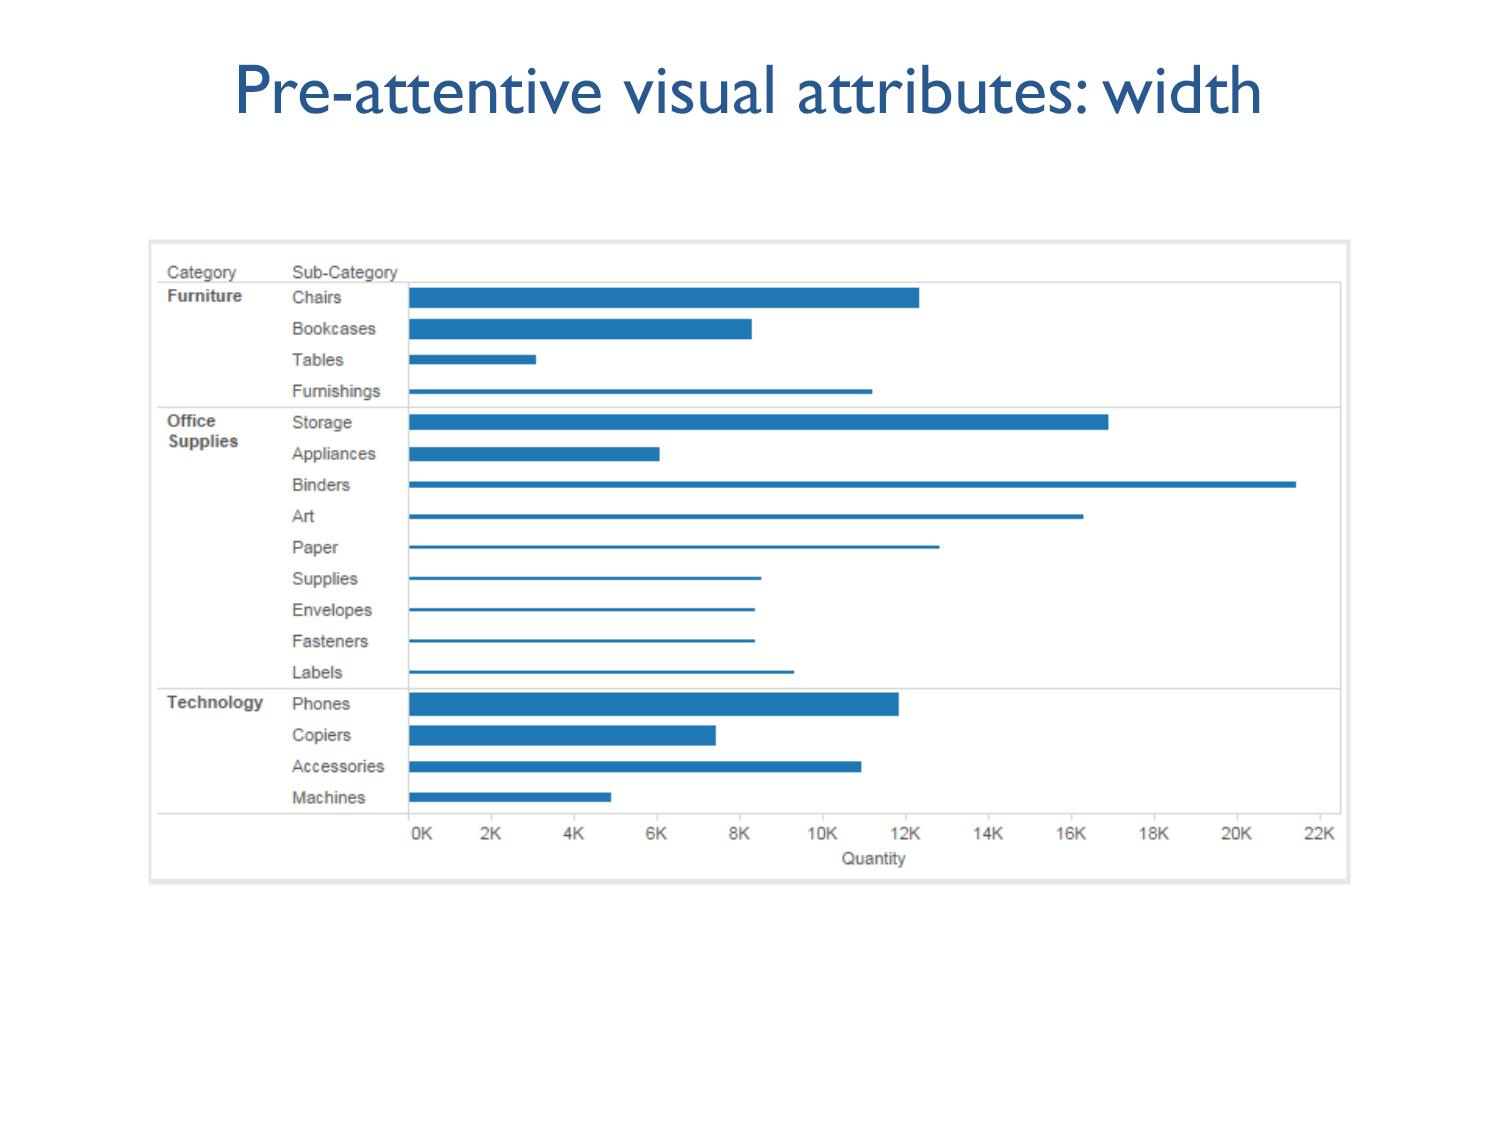 Pre-attentive visual attributes: width
Category Sub-Category
Furniture Chairs
Bookcases
Tables
Furnishings
Office Storage
Supplies
Appliances
Binders
Art
Paper
Supplies
Envelopes
Fasteners
Labels
Technology Phones
Copiers
Accessories
Machines
0K 2K 4K 6K 8K 10K 12K 14K 16K 18K 20K 22K
Quantity